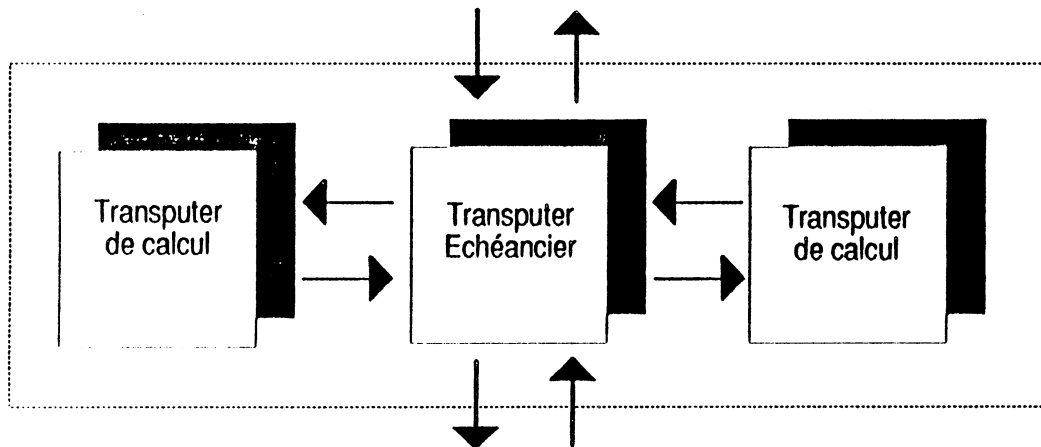 Transputer
de calcul
Transputer
Echéancier
Transputer
de calcul